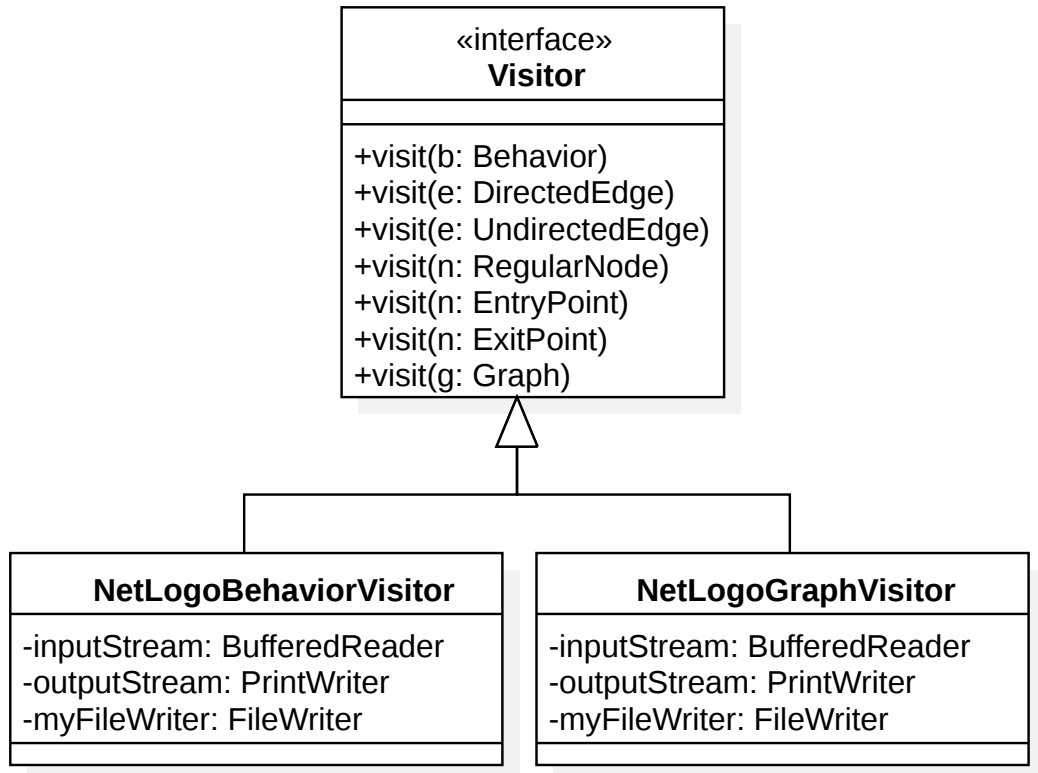 «interface»
Visitor
+visit(b: Behavior)
+visit(e: DirectedEdge)
+visit(e: UndirectedEdge)
+visit(n: RegularNode)
+visit(n: EntryPoint)
+visit(n: ExitPoint)
+visit(g: Graph)
NetLogoBehaviorVisitor
-inputStream: BufferedReader
-outputStream: PrintWriter
-myFileWriter: FileWriter
NetLogoGraphVisitor
-inputStream: BufferedReader
-outputStream: PrintWriter
-myFileWriter: FileWriter